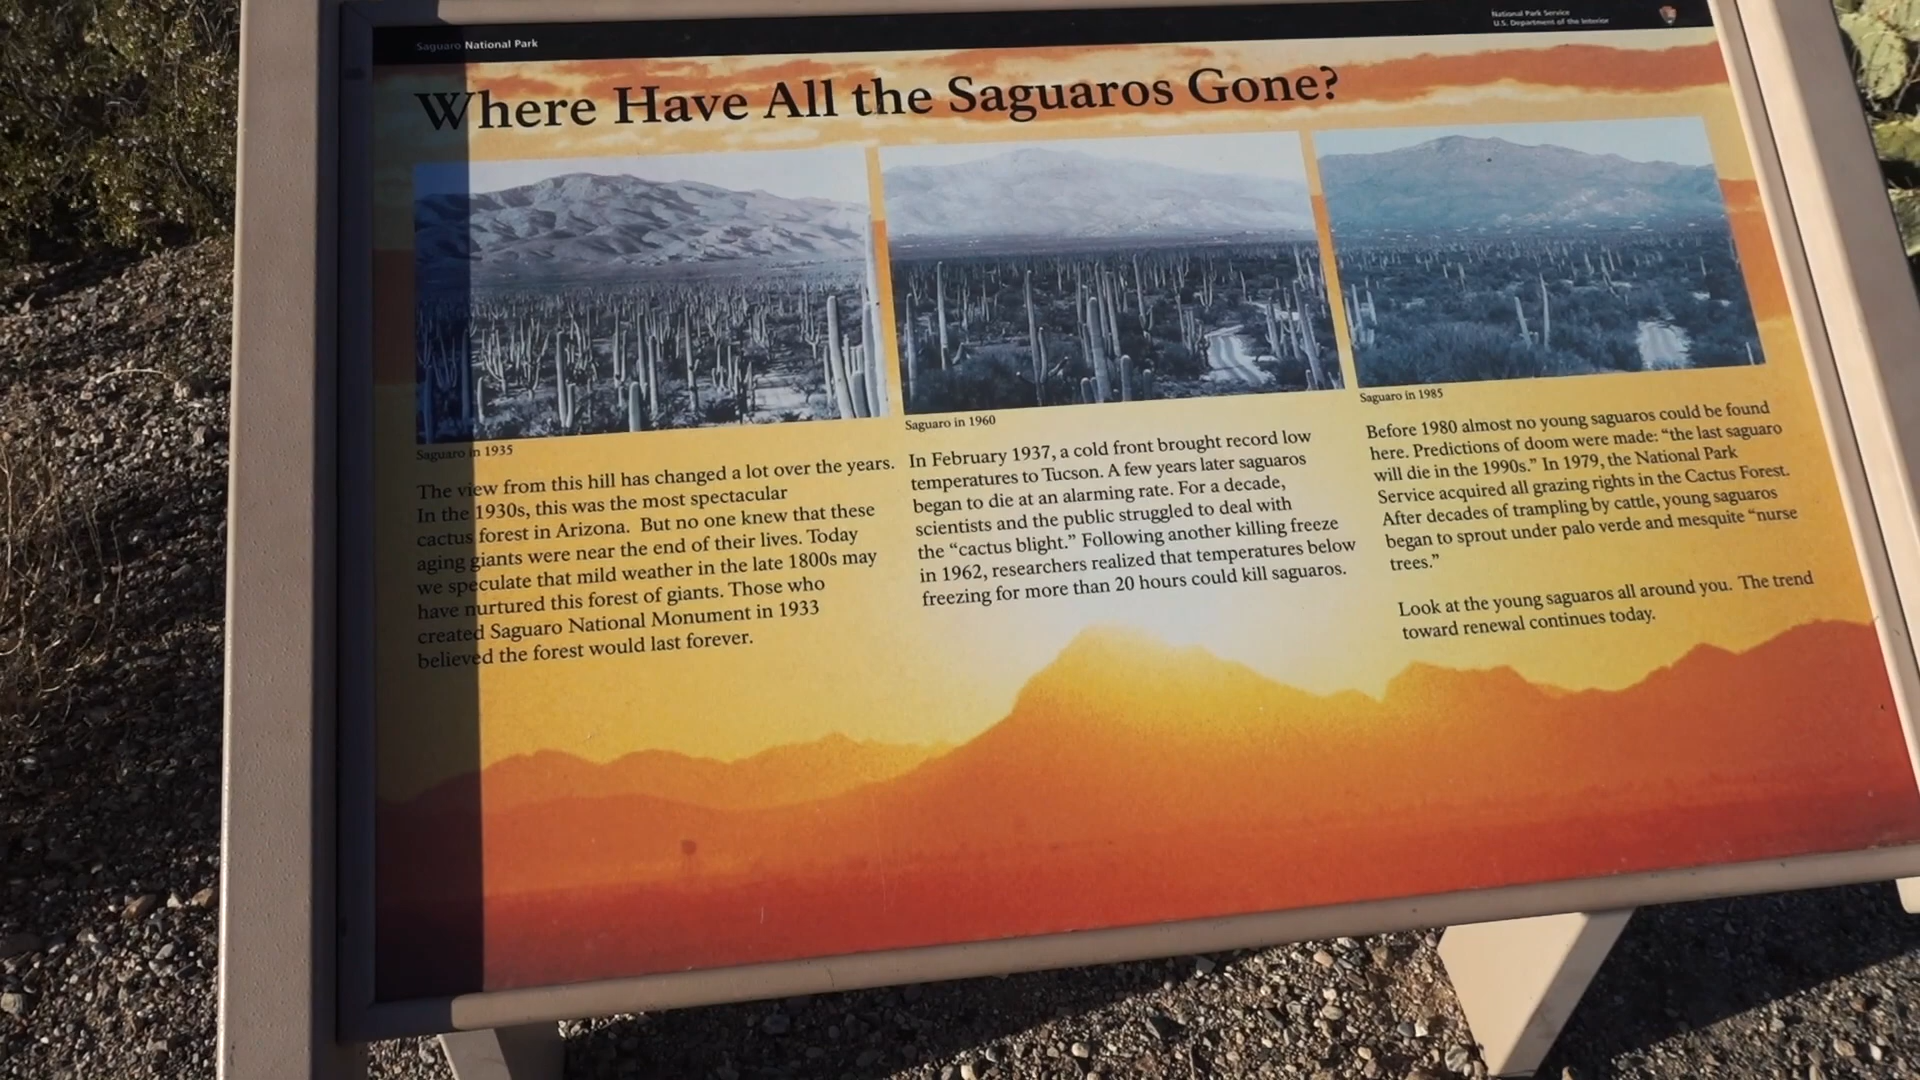 Saguaro National Park
National Park Service
U.S. Department of the Interior
Where Have All the Saguaros Gone?
Saguaro in 1935
The view from this hill has changed a lot over the years.
In the 1930s, this was the most spectacular
cactus forest in Arizona. But no one knew that these
aging giants were near the end of their lives. Today
we speculate that mild weather in the late 1800s may
have nurtured this forest of giants. Those who
created Saguaro National Monument in 1933
believed the forest would last forever.
Saguaro in 1960
In February 1937, a cold front brought record low
temperatures to Tucson. A few years later saguaros
began to die at an alarming rate. For a decade,
scientists and the public struggled to deal with
the “cactus blight.” Following another killing freeze
in 1962, researchers realized that temperatures below
freezing for more than 20 hours could kill saguaros.
Saguaro in 1985
Before 1980 almost no young saguaros could be found
here. Predictions of doom were made: “the last saguaro
will die in the 1990s.” In 1979, the National Park
Service acquired all grazing rights in the Cactus Forest.
After decades of trampling by cattle, young saguaros
began to sprout under palo verde and mesquite “nurse
trees.”
Look at the young saguaros all around you. The trend
toward renewal continues today.